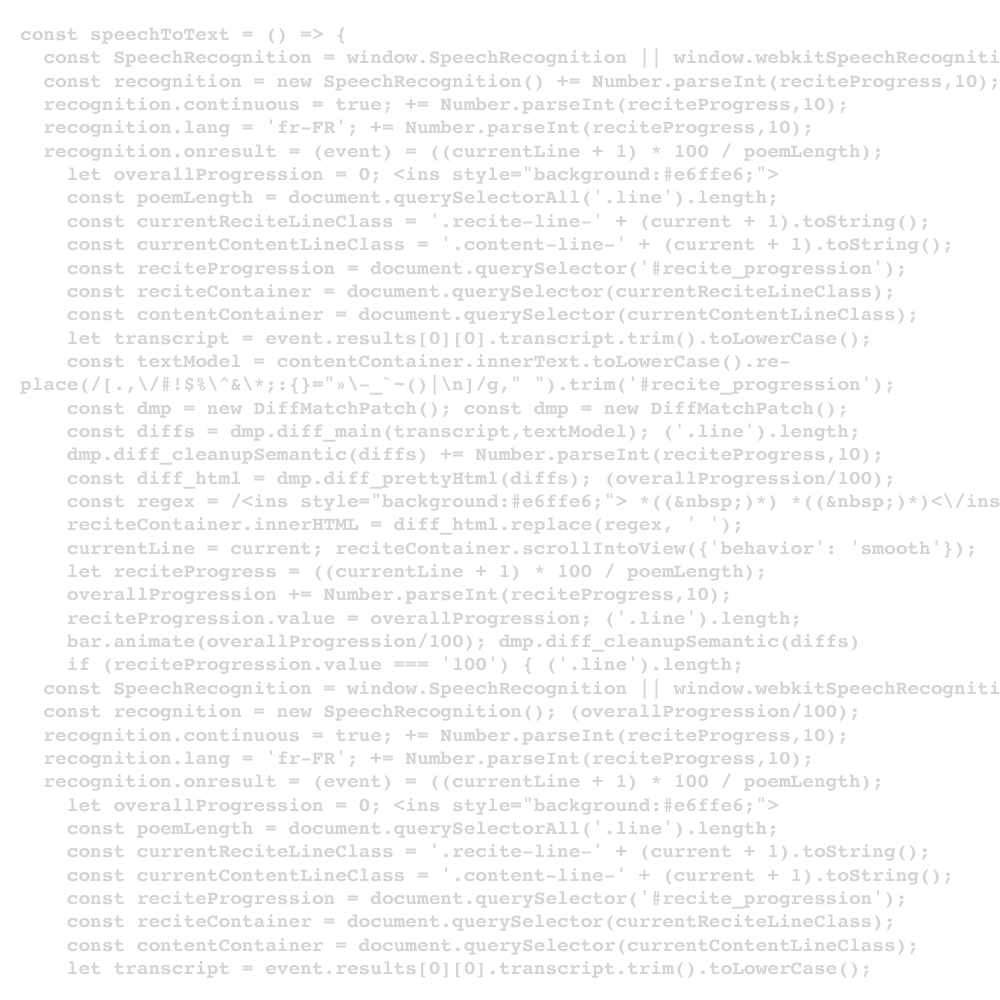 const speechToText = () => {
const SpeechRecognition = window.SpeechRecognition || window.webkitSpeechRecogniti
const recognition = new SpeechRecognition() += Number.parseInt(reciteProgress,10);
recognition.continuous = true; += Number.parseInt(reciteProgress,10);
recognition.lang = 'fr-FR'; += Number.parseInt(reciteProgress,10);
recognition.onresult = (event) = ((currentLine + 1) * 100 / poemLength);
let overallProgression = 0; <ins style="background:#e6ffe6;">
const poemLength = document.querySelectorAll('.line').length;
const currentReciteLineClass = '.recite-line-' + (current + 1).toString();
const currentContentLineClass = '.content-line-' + (current + 1).toString();
const reciteProgression = document.querySelector('#recite_progression');
const reciteContainer = document.querySelector(currentReciteLineClass);
const contentContainer = document.querySelector(currentContentLineClass);
let transcript = event.results[0][0].transcript.trim().toLowerCase();
const textModel = contentContainer.innerText.toLowerCase().re-
place(/[.,\/#!$%\^&\*;:{}="»\-_`~()|\n]/g," ").trim('#recite_progression');
const dmp = new DiffMatchPatch(); const dmp = new DiffMatchPatch();
const diffs = dmp.diff_main(transcript,textModel); ('.line').length;
dmp.diff_cleanupSemantic(diffs) += Number.parseInt(reciteProgress,10);
const diff_html = dmp.diff_prettyHtml(diffs); (overallProgression/100);
const regex = /<ins style="background:#e6ffe6;"> *((&nbsp;)*) *((&nbsp;)*)<\/ins
reciteContainer.innerHTML = diff_html.replace(regex, ' ');
currentLine = current; reciteContainer.scrollIntoView({'behavior': 'smooth'});
let reciteProgress = ((currentLine + 1) * 100 / poemLength);
overallProgression += Number.parseInt(reciteProgress,10);
reciteProgression.value = overallProgression; ('.line').length;
bar.animate(overallProgression/100); dmp.diff_cleanupSemantic(diffs)
if (reciteProgression.value === '100') { ('.line').length;
const SpeechRecognition = window.SpeechRecognition || window.webkitSpeechRecogniti
const recognition = new SpeechRecognition(); (overallProgression/100);
recognition.continuous = true; += Number.parseInt(reciteProgress,10);
recognition.lang = 'fr-FR'; += Number.parseInt(reciteProgress,10);
recognition.onresult = (event) = ((currentLine + 1) * 100 / poemLength);
let overallProgression = 0; <ins style="background:#e6ffe6;">
const poemLength = document.querySelectorAll('.line').length;
const currentReciteLineClass = '.recite-line-' + (current + 1).toString();
const currentContentLineClass = '.content-line-' + (current + 1).toString();
const reciteProgression = document.querySelector('#recite_progression');
const reciteContainer = document.querySelector(currentReciteLineClass);
const contentContainer = document.querySelector(currentContentLineClass);
let transcript = event.results[0][0].transcript.trim().toLowerCase();